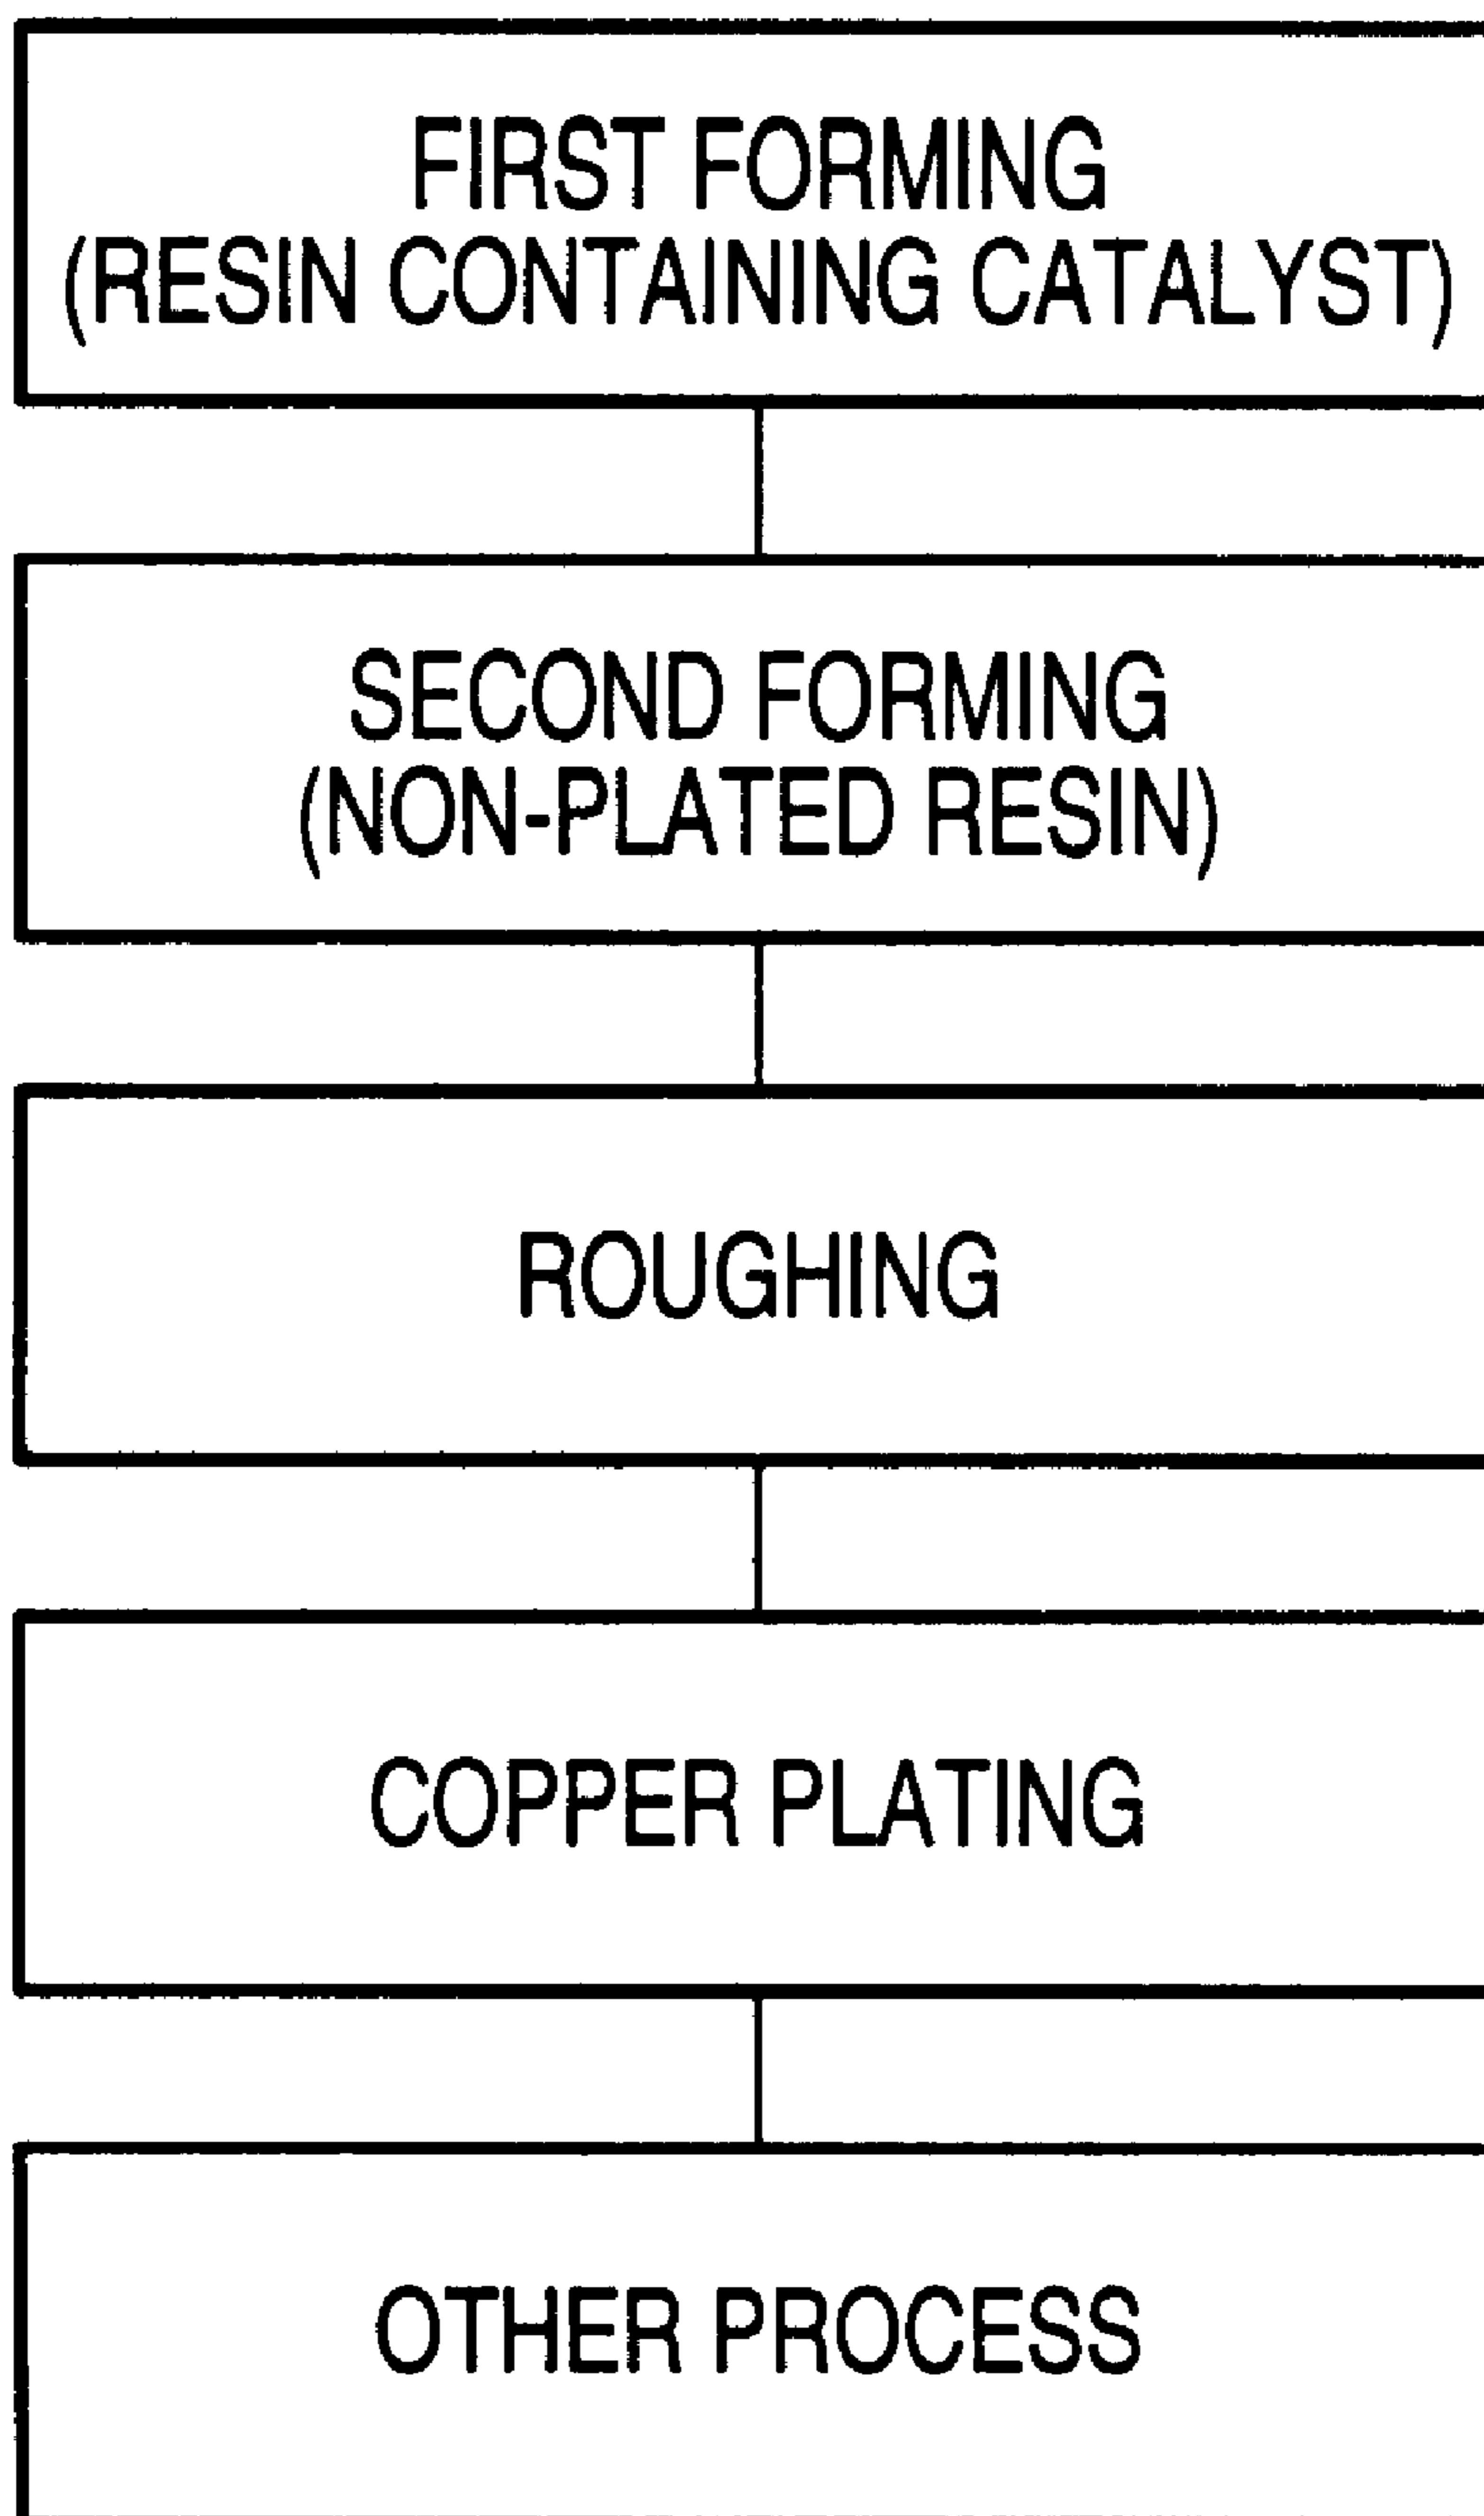 FIRST FORMING
(RESIN CONTAINING CATALYST)
SECOND FORMING
(NON-PLATED RESIN)
ROUGHING
COPPER PLATING
OTHER PROCESS